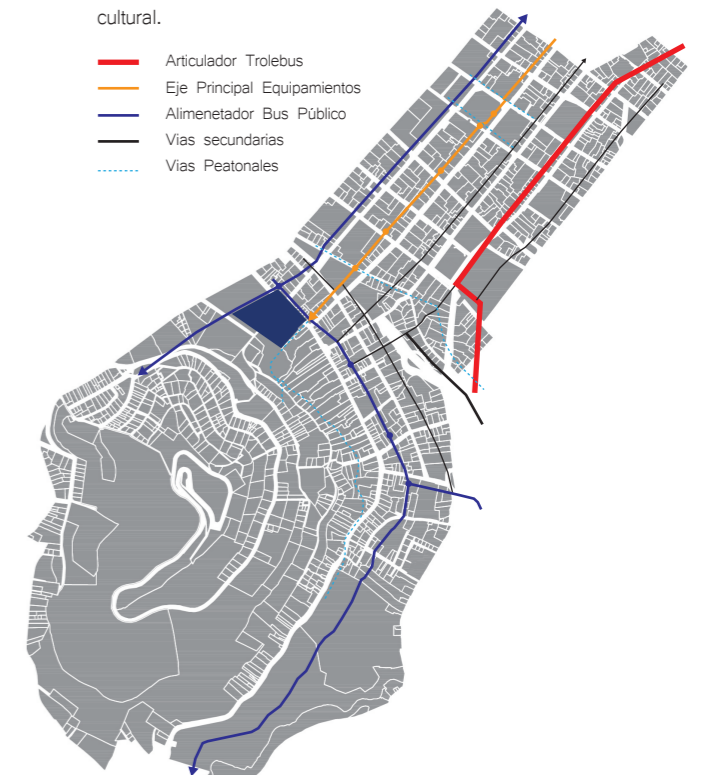 cultural.
Articulador Trolebus
Eje Principal Equipamientos
Alimenetador Bus Público
Vias secundarias
Vias Peatonales